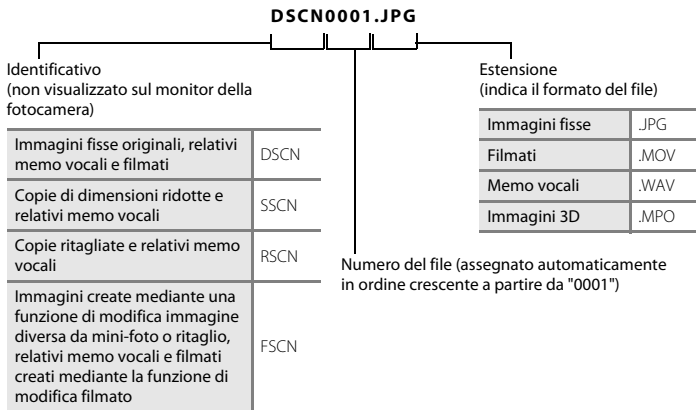 DSCN0001.JPG
Identificativo
(non visualizzato sul monitor della
fotocamera)
Immagini fisse originali, relativi
memo vocali e filmati
DSCN
Copie di dimensioni ridotte e
relativi memo vocali
SSCN
Copie ritagliate e relativi memo
vocali
RSCN
Immagini create mediante una
funzione di modifica immagine
diversa da mini-foto o ritaglio,
relativi memo vocali e filmati
creati mediante la funzione di
modifica filmato
FSCN
Estensione
(indica il formato del file)
Immagini fisse .JPG
Filmati .MOV
Memo vocali .WAV
Immagini 3D .MPO
Numero del file (assegnato automaticamente
in ordine crescente a partire da "0001")